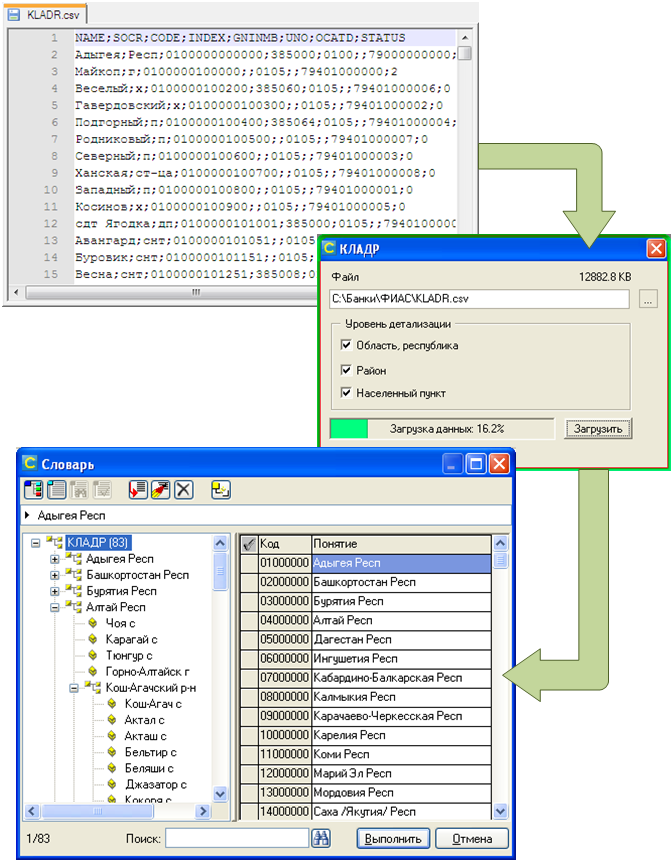 KLADR.csv
1 NAME;SOCR;CODE;INDEX;GNINMB;UNO;OCATD;STATUS
2 Адыгея;Респ;0100000000000;385000;0100;;79000000000;
3 Майкоп;г;0100000100000;;0105;;79401000000;2
4 Веселый;х;0100000100200;385060;0105;;79401000006;0
5 Гавердовский;х;0100000100300;;0105;;79401000002;0
6 Подгорный;п;0100000100400;385064;0105;;79401000004;
7 Родниковый;п;0100000100500;;0105;;79401000007;0
8 Северный;п;0100000100600;;0105;;79401000003;0
9 Ханская;ст-ца;0100000100700;;0105;;79401000008;0
10 Западный;п;0100000100800;;0105;;79401000001;0
11 Косинов;х;0100000100900;;0105;;79401000005;0
12 сдт Ягодка;дп;0100000101001;385000;0105;;7940100000
13 Авангард;снт;0100000101051;;0105
14 Буровик;снт;0100000101151;;0105;
15 Весна;снт;0100000101251;385008;0
КЛАДР
Файл 12882.8 KB
C:\Банки\ФИАС\KLADR.csv ...
Уровень детализации
Область, республика
Район
Населенный пункт
Загрузка данных: 16.2% Загрузить
Словарь
Адыгея Респ
КЛАДР (83)
Адыгея Респ
Башкортостан Респ
Бурятия Респ
Алтай Респ
Чоя с
Карагай с
Тюнгур с
Горно-Алтайск г
Кош-Агачский р-н
Кош-Агач с
Актал с
Акташ с
Бельтир с
Беляши с
Джазатор с
Кокоря с
Код Понятие
01000000 Адыгея Респ
02000000 Башкортостан Респ
03000000 Бурятия Респ
04000000 Алтай Респ
05000000 Дагестан Респ
06000000 Ингушетия Респ
07000000 Кабардино-Балкарская Респ
08000000 Калмыкия Респ
09000000 Карачаево-Черкесская Респ
10000000 Карелия Респ
11000000 Коми Респ
12000000 Марий Эл Респ
13000000 Мордовия Респ
14000000 Саха /Якутия/ Респ
1/83 Поиск: Выполнить Отмена